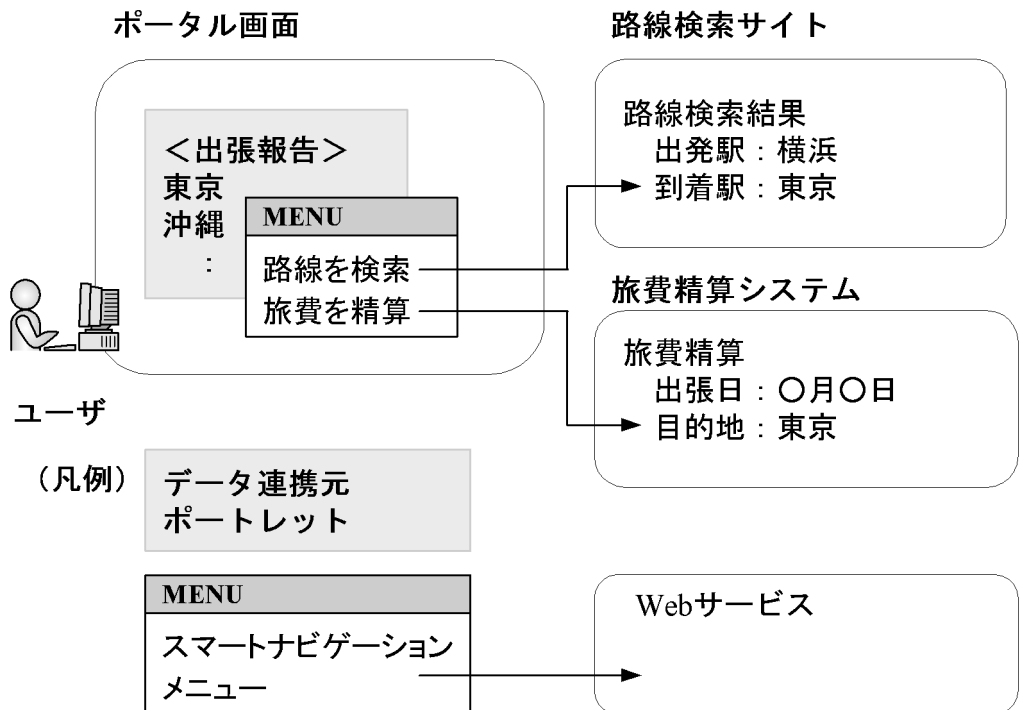 ポータル画面
路線検索サイト
<出張報告>
東京
沖縄
:
MENU
路線を検索
旅費を精算
路線検索結果
出発駅:横浜
到着駅:東京
旅費精算システム
旅費精算
出張日:〇月〇日
目的地:東京
ユーザ
(凡例)
データ連携元
ポートレット
MENU
スマートナビゲーション
メニュー
Webサービス